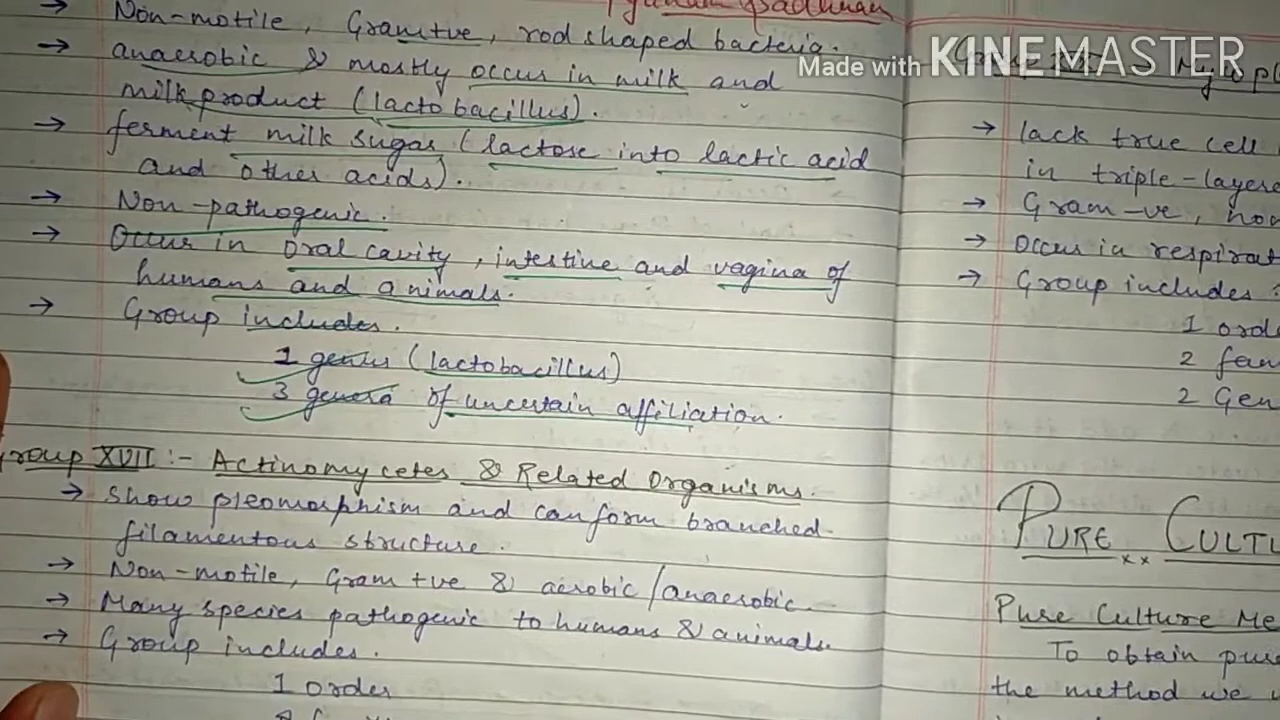 → Non-motile, Gram+ve, rod shaped bacteria.
→ anaerobic & mostly occur in milk and
milk product (lactobacillus).
→ ferment milk sugar (lactose into lactic acid
and other acids).
→ Non-pathogenic.
→ Occur in oral cavity, intestine and vagina of
humans and animals.
→ Group includes.
1 genus (lactobacillus)
3 genera of uncertain affiliation.
Group XVII :- Actinomycetes & Related Organisms.
→ Show pleomorphism and can form branched
filamentous structure.
→ Non-motile, Gram +ve & aerobic/anaerobic.
→ Many species pathogenic to humans & animals.
→ Group includes.
1 order
Made with KINEMASTER
→ lack true cell
in triple-layere
→ Gram -ve, non
→ Occur in respirat
→ Group includes :
1 orde
2 fam
2 Gen
PURE CULTU
Pure Culture Me
To obtain pure
the method we u